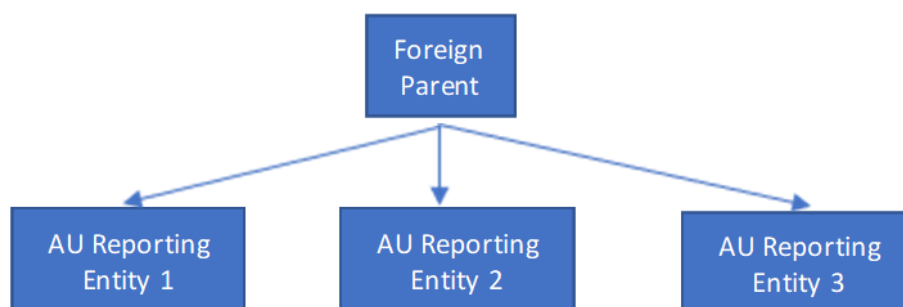 Foreign
Parent
AU Reporting
Entity 1
AU Reporting
Entity 2
AU Reporting
Entity 3